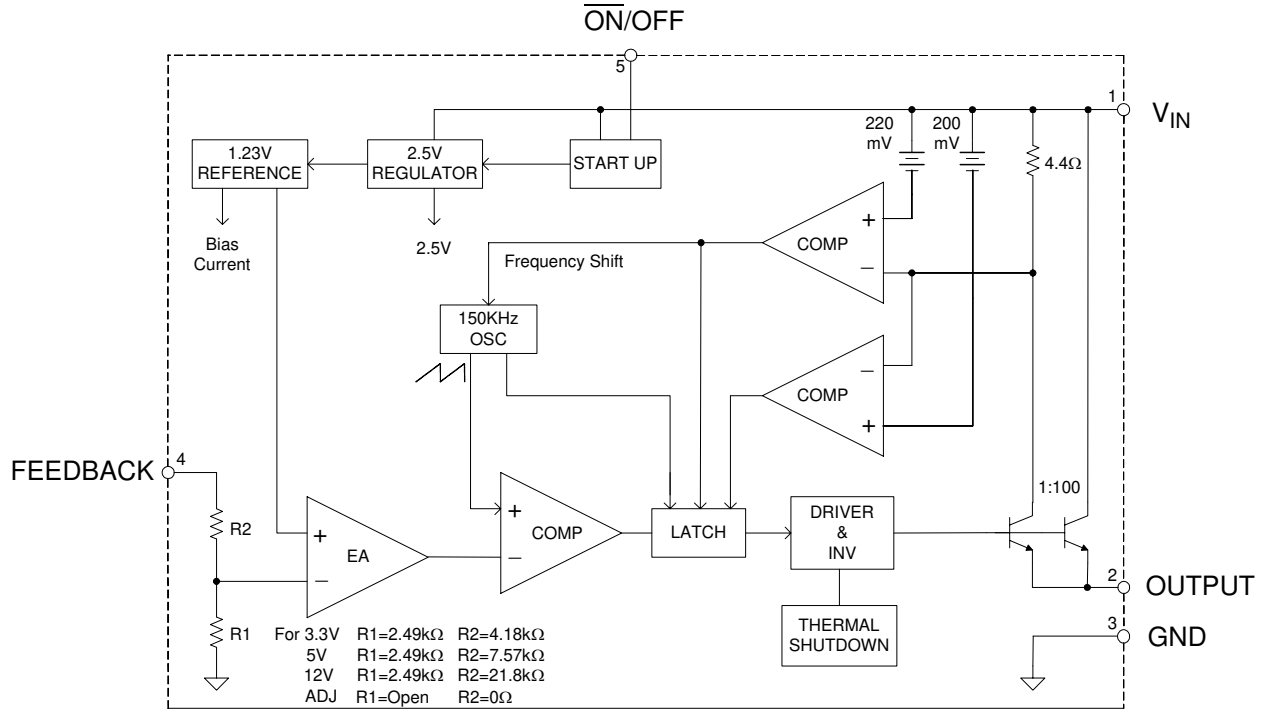 ON/OFF
5
1
VIN
220
mV
200
mV
4.4Ω
1.23V
REFERENCE
2.5V
REGULATOR
START UP
Bias
Current
2.5V
+
COMP
−
Frequency Shift
150KHz
OSC
−
COMP
+
FEEDBACK
4
R2
+
EA
−
+
COMP
−
LATCH
DRIVER
&
INV
1:100
2
OUTPUT
3
GND
THERMAL
SHUTDOWN
R1
For 3.3V R1=2.49kΩ R2=4.18kΩ
5V R1=2.49kΩ R2=7.57kΩ
12V R1=2.49kΩ R2=21.8kΩ
ADJ R1=Open R2=0Ω